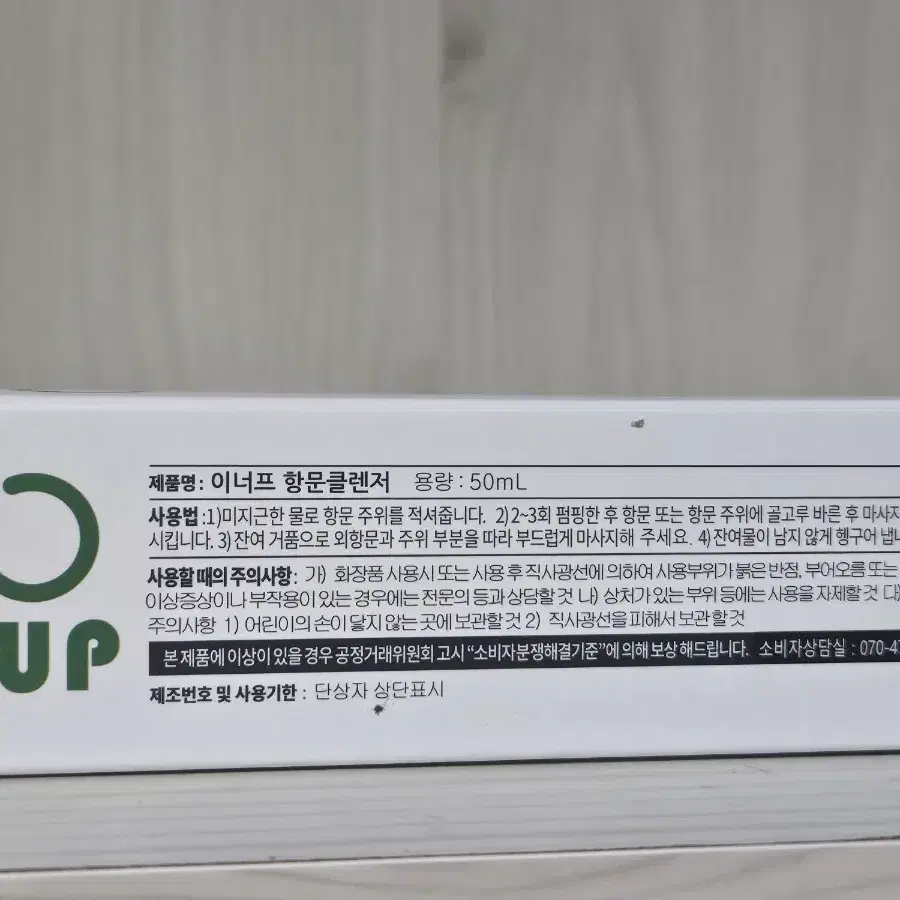 UP
제품명: 이너프 항문클렌저 용량 : 50mL
사용법 :1)미지근한 물로 항문 주위를 적셔줍니다. 2)2~3회 펌핑한 후 항문 또는 항문 주위에 골고루 바른 후 마사지
시킵니다. 3)잔여 거품으로 외항문과 주위 부분을 따라 부드럽게 마사지해 주세요. 4)잔여물이 남지 않게 헹구어 냅니
사용할 때의 주의사항: 가) 화장품 사용시 또는 사용 후 직사광선에 의하여 사용부위가 붉은 반점, 부어오름 또는
이상증상이나 부작용이 있는 경우에는 전문의 등과 상담할 것 나) 상처가 있는 부위 등에는 사용을 자제할 것 다)
주의사항 1) 어린이의 손이 닿지 않는 곳에 보관할 것 2) 직사광선을 피해서 보관할 것
본 제품에 이상이 있을 경우 공정거래위원회 고시 “소비자분쟁해결기준”에 의해 보상 해드립니다. 소비자상담실 : 070-47
제조번호 및 사용기한 : 단상자 상단표시